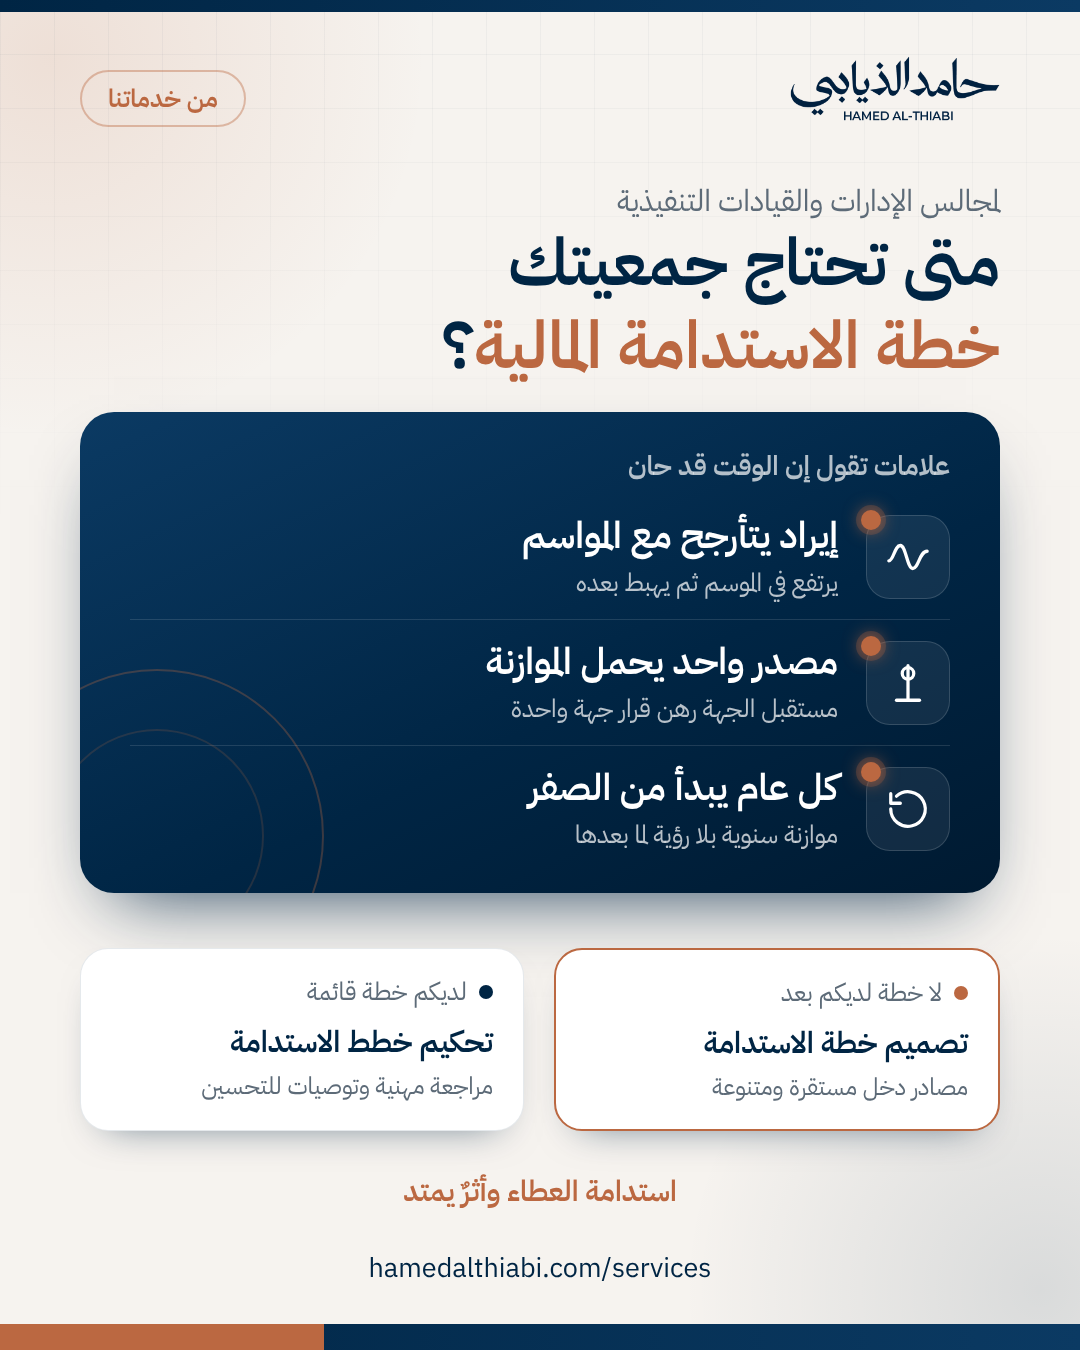 حامد الذيابي
HAMED AL-THIABI
من خدماتنا
لمجالس الإدارات والقيادات التنفيذية
متى تحتاج جمعيتك
خطة الاستدامة المالية؟
علامات تقول إن الوقت قد حان
إيراد يتأرجح مع المواسم
يرتفع في الموسم ثم يهبط بعده
مصدر واحد يحمل الموازنة
مستقبل الجهة رهن قرار جهة واحدة
كل عام يبدأ من الصفر
موازنة سنوية بلا رؤية لما بعدها
لا خطة لديكم بعد
تصميم خطة الاستدامة
مصادر دخل مستقرة ومتنوعة
لديكم خطة قائمة
تحكيم خطط الاستدامة
مراجعة مهنية وتوصيات للتحسين
استدامة العطاء وأثرٌ يمتد
hamedalthiabi.com/services